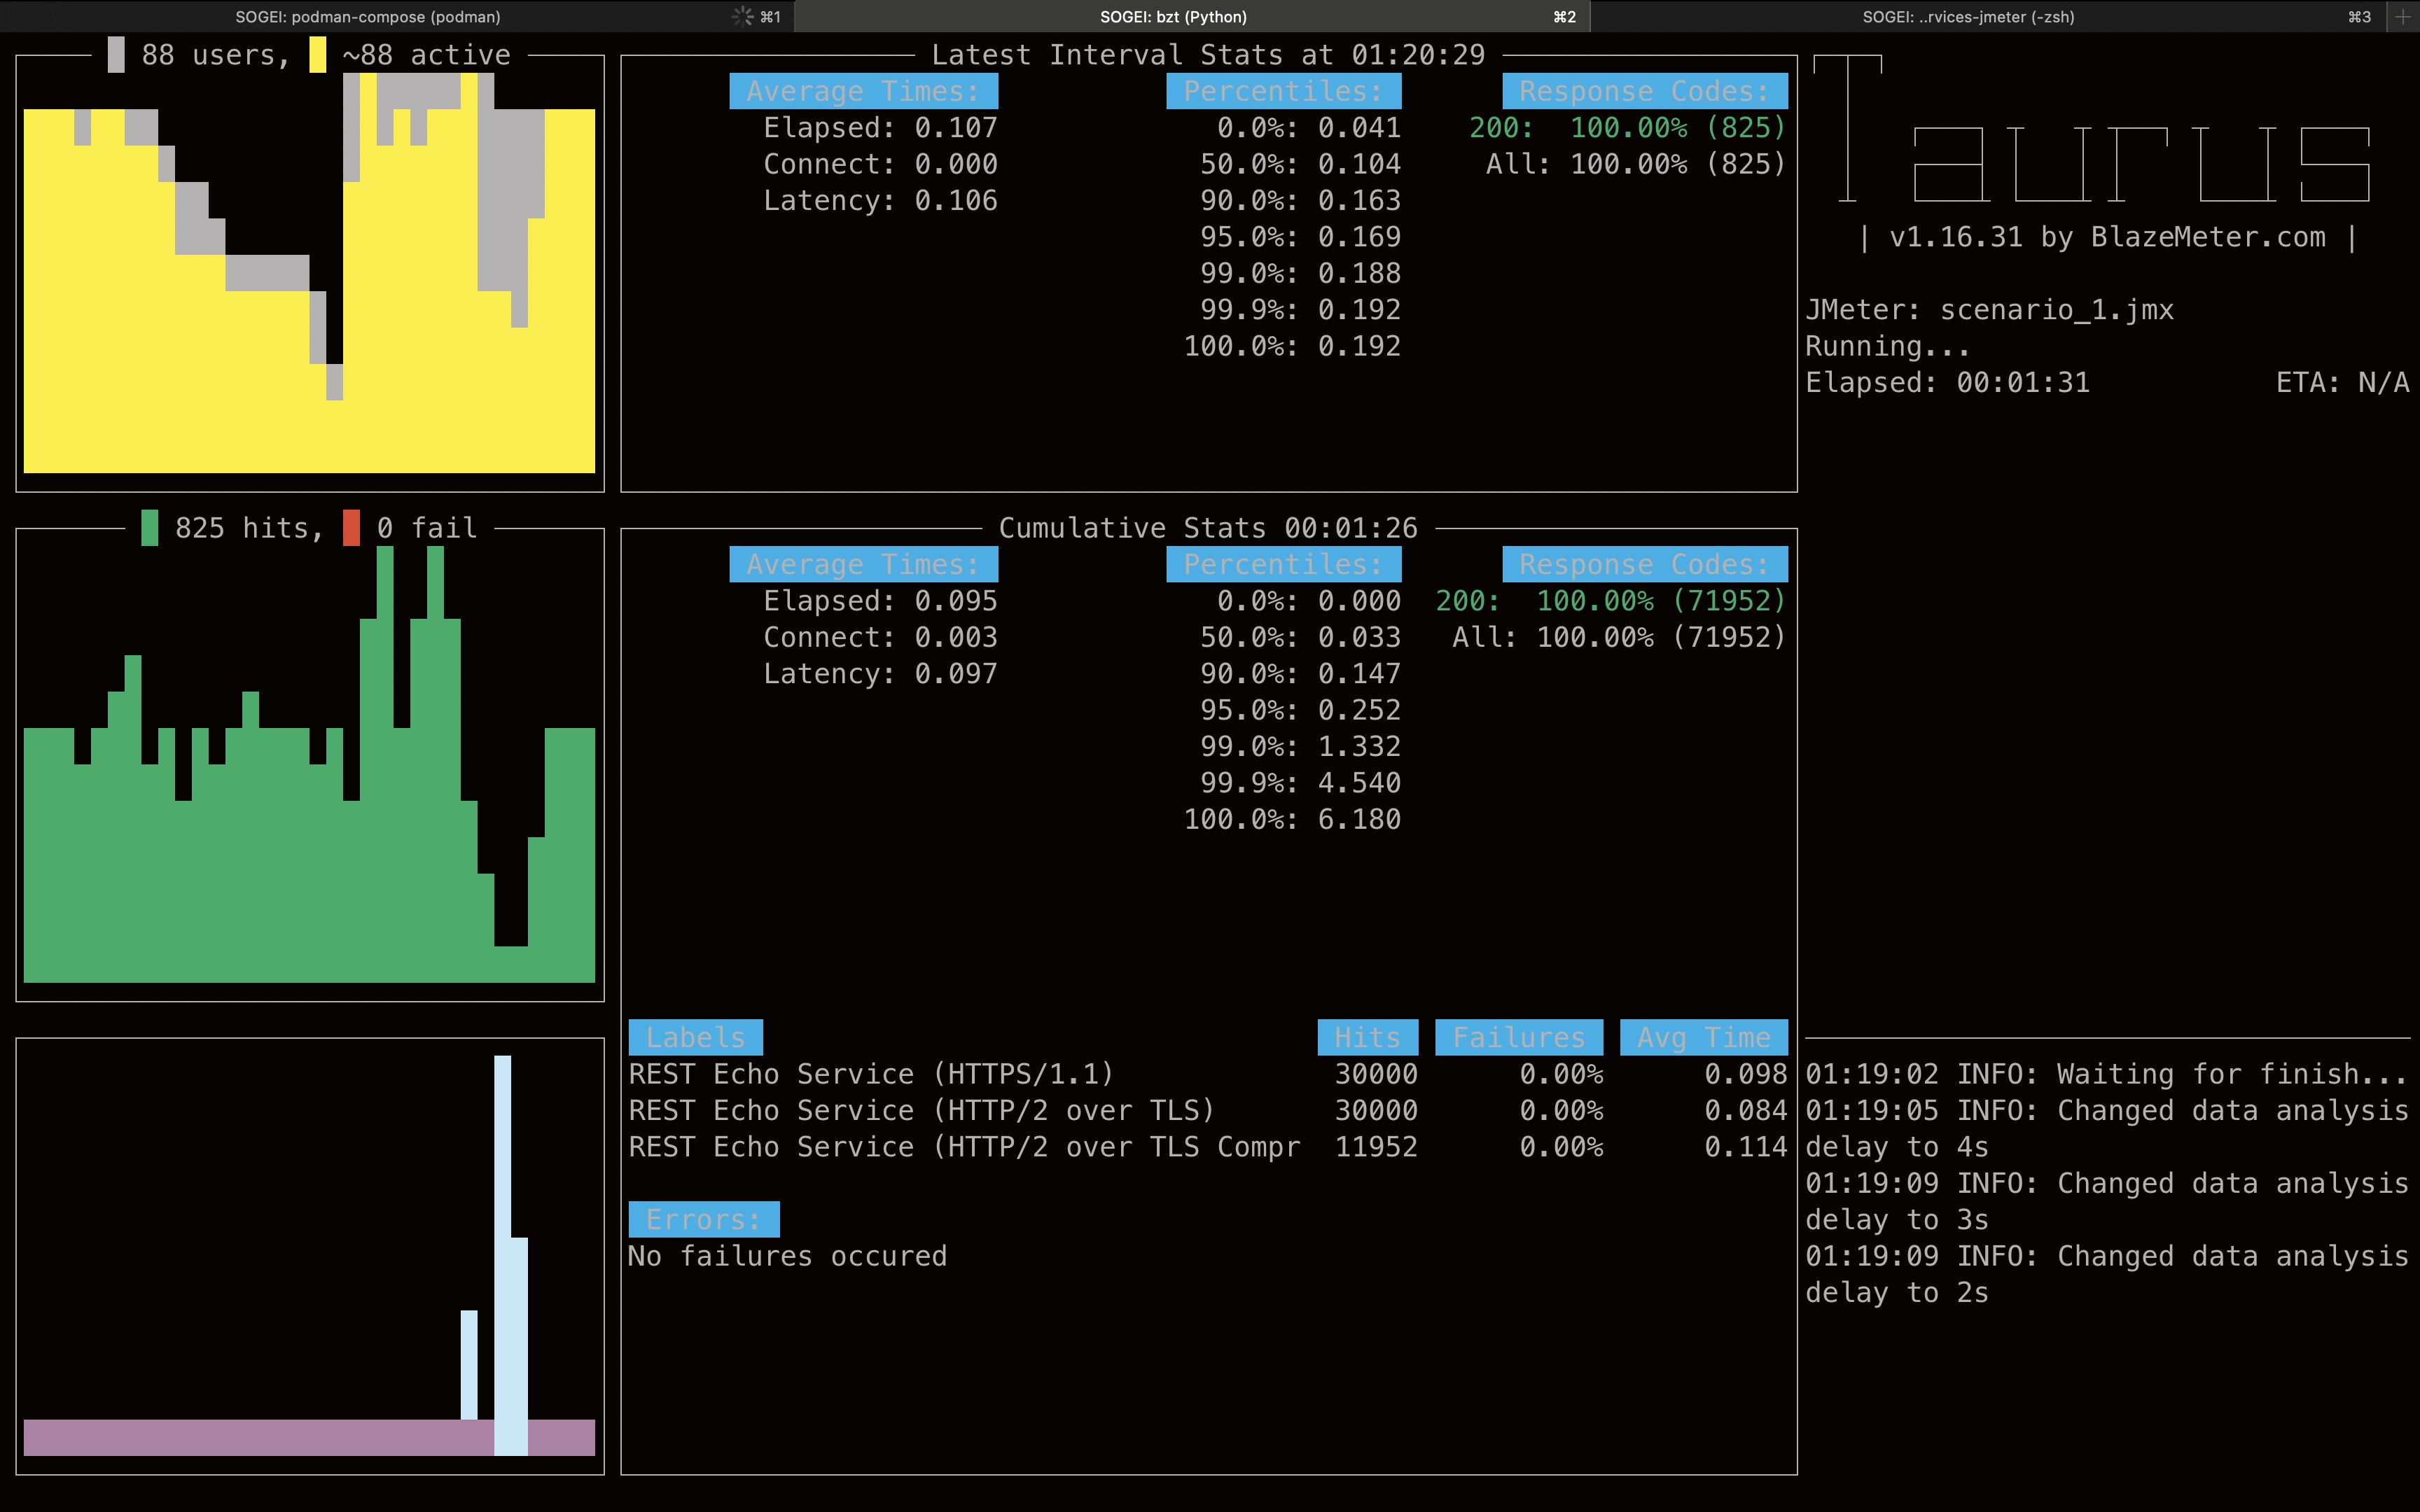 SOGEI: podman-compose (podman) ⌘1
SOGEI: bzt (Python) ⌘2
SOGEI: ..rvices-jmeter (-zsh) ⌘3
88 users, ~88 active
Latest Interval Stats at 01:20:29
Average Times:
Elapsed: 0.107
Connect: 0.000
Latency: 0.106
Percentiles:
0.0%: 0.041
50.0%: 0.104
90.0%: 0.163
95.0%: 0.169
99.0%: 0.188
99.9%: 0.192
100.0%: 0.192
Response Codes:
200: 100.00% (825)
All: 100.00% (825)
Taurus
| v1.16.31 by BlazeMeter.com |
JMeter: scenario_1.jmx
Running...
Elapsed: 00:01:31 ETA: N/A
825 hits, 0 fail
Cumulative Stats 00:01:26
Average Times:
Elapsed: 0.095
Connect: 0.003
Latency: 0.097
Percentiles:
0.0%: 0.000
50.0%: 0.033
90.0%: 0.147
95.0%: 0.252
99.0%: 1.332
99.9%: 4.540
100.0%: 6.180
Response Codes:
200: 100.00% (71952)
All: 100.00% (71952)
Labels Hits Failures Avg Time
REST Echo Service (HTTPS/1.1) 30000 0.00% 0.098
REST Echo Service (HTTP/2 over TLS) 30000 0.00% 0.084
REST Echo Service (HTTP/2 over TLS Compr 11952 0.00% 0.114
Errors:
No failures occured
01:19:02 INFO: Waiting for finish...
01:19:05 INFO: Changed data analysis
delay to 4s
01:19:09 INFO: Changed data analysis
delay to 3s
01:19:09 INFO: Changed data analysis
delay to 2s